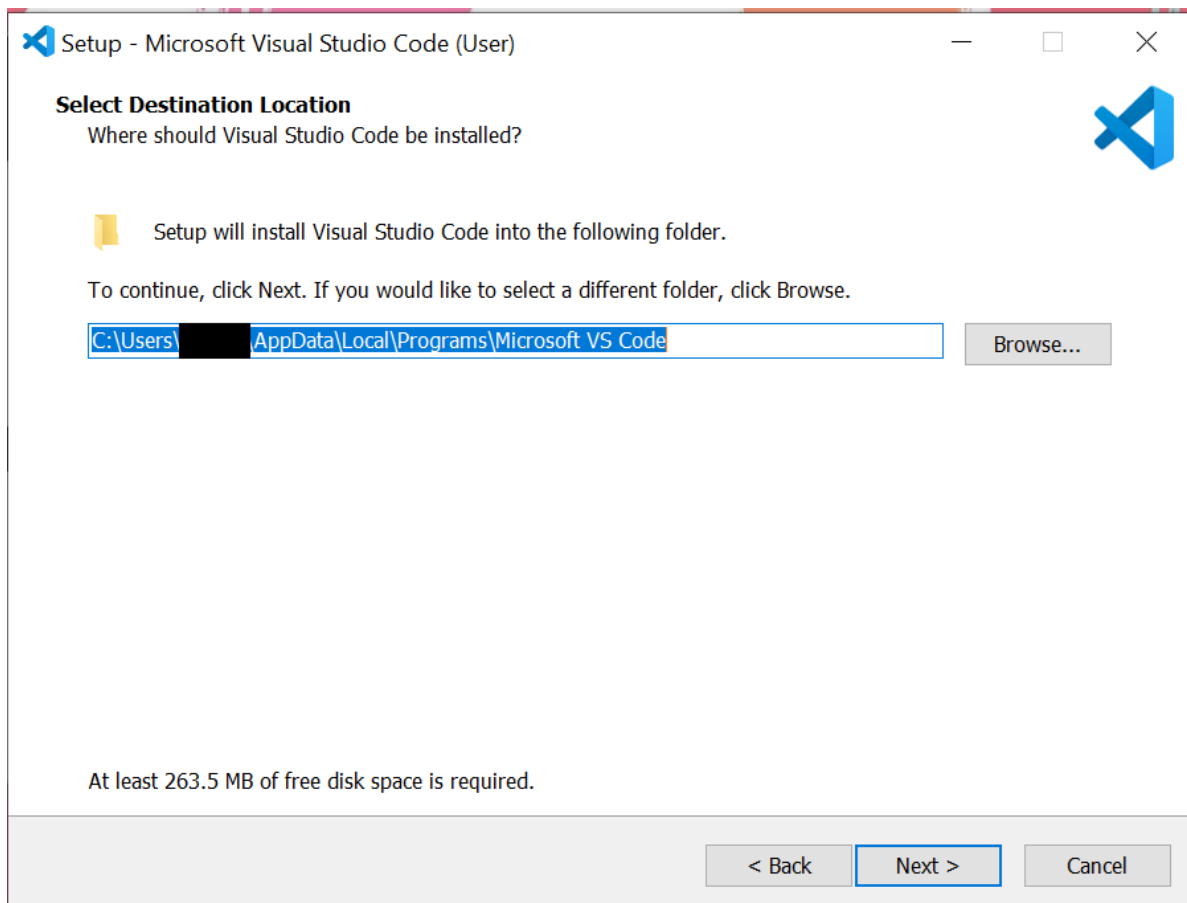 Setup - Microsoft Visual Studio Code (User)
Select Destination Location
Where should Visual Studio Code be installed?
Setup will install Visual Studio Code into the following folder.
To continue, click Next. If you would like to select a different folder, click Browse.
C:\Users\ \AppData\Local\Programs\Microsoft VS Code
Browse...
At least 263.5 MB of free disk space is required.
< Back Next > Cancel